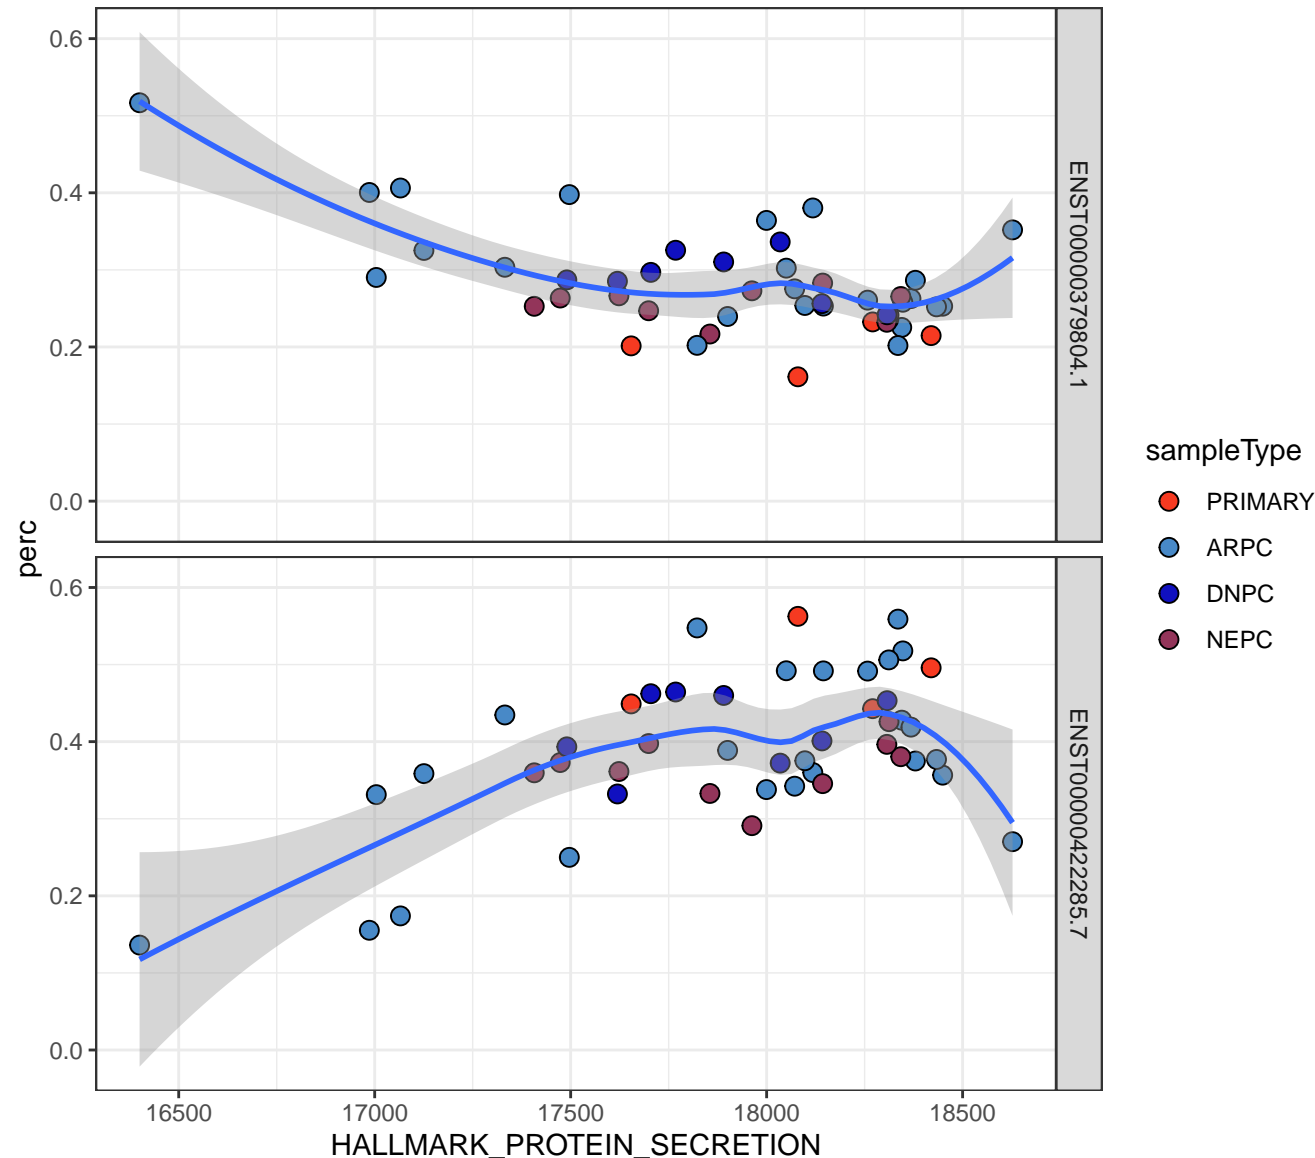 0.6
0.4
0.2
0.0
ENST00000379804.1
0.6
0.4
0.2
0.0
ENST00000422285.7
perc
16500
17000
17500
18000
18500
HALLMARK_PROTEIN_SECRETION
sampleType
PRIMARY
ARPC
DNPC
NEPC